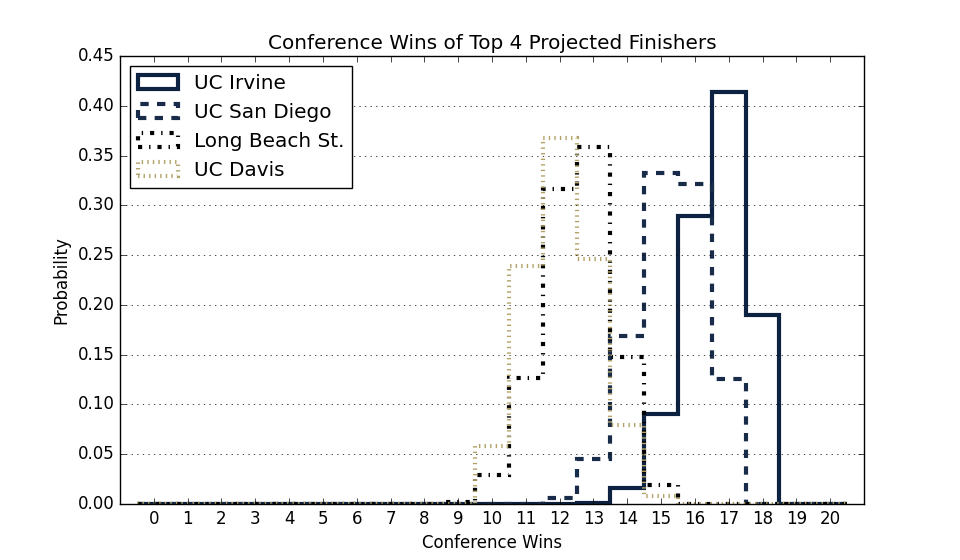 Conference Wins of Top 4 Projected Finishers
0.45
0.40
0.35
0.30
0.25
0.20
0.15
0.10
0.05
0.00
Probability
UC Irvine
UC San Diego
Long Beach St.
UC Davis
0 1 2 3 4 5 6 7 8 9 10 11 12 13 14 15 16 17 18 19 20
Conference Wins